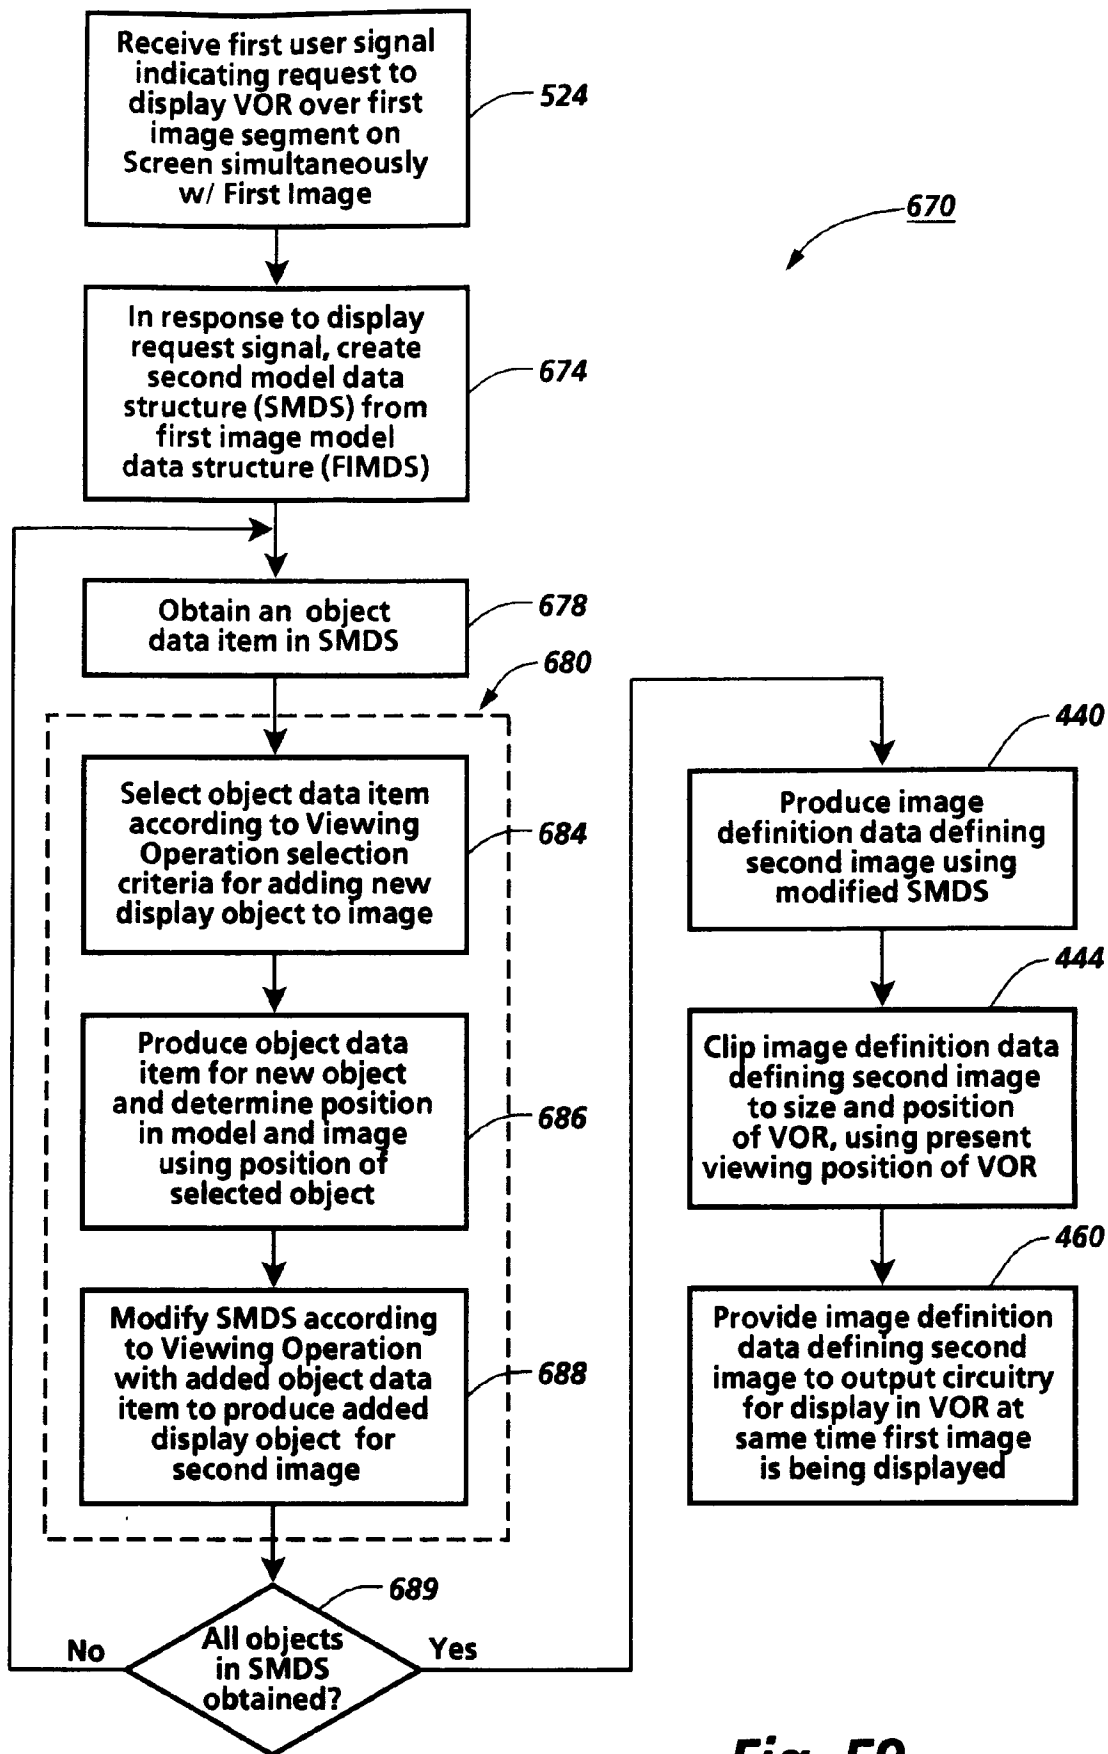 Receive first user signal
indicating request to
display VOR over first
image segment on
Screen simultaneously
w/ First Image
524
670
In response to display
request signal, create
second model data
structure (SMDS) from
first image model
data structure (FIMDS)
674
Obtain an object
data item in SMDS
678
680
Select object data item
according to Viewing
Operation selection
criteria for adding new
display object to image
684
Produce object data
item for new object
and determine position
in model and image
using position of
selected object
686
Modify SMDS according
to Viewing Operation
with added object data
item to produce added
display object for
second image
688
689
All objects
in SMDS
obtained?
No
Yes
440
Produce image
definition data defining
second image using
modified SMDS
444
Clip image definition data
defining second image
to size and position
of VOR, using present
viewing position of VOR
460
Provide image definition
data defining second
image to output circuitry
for display in VOR at
same time first image
is being displayed